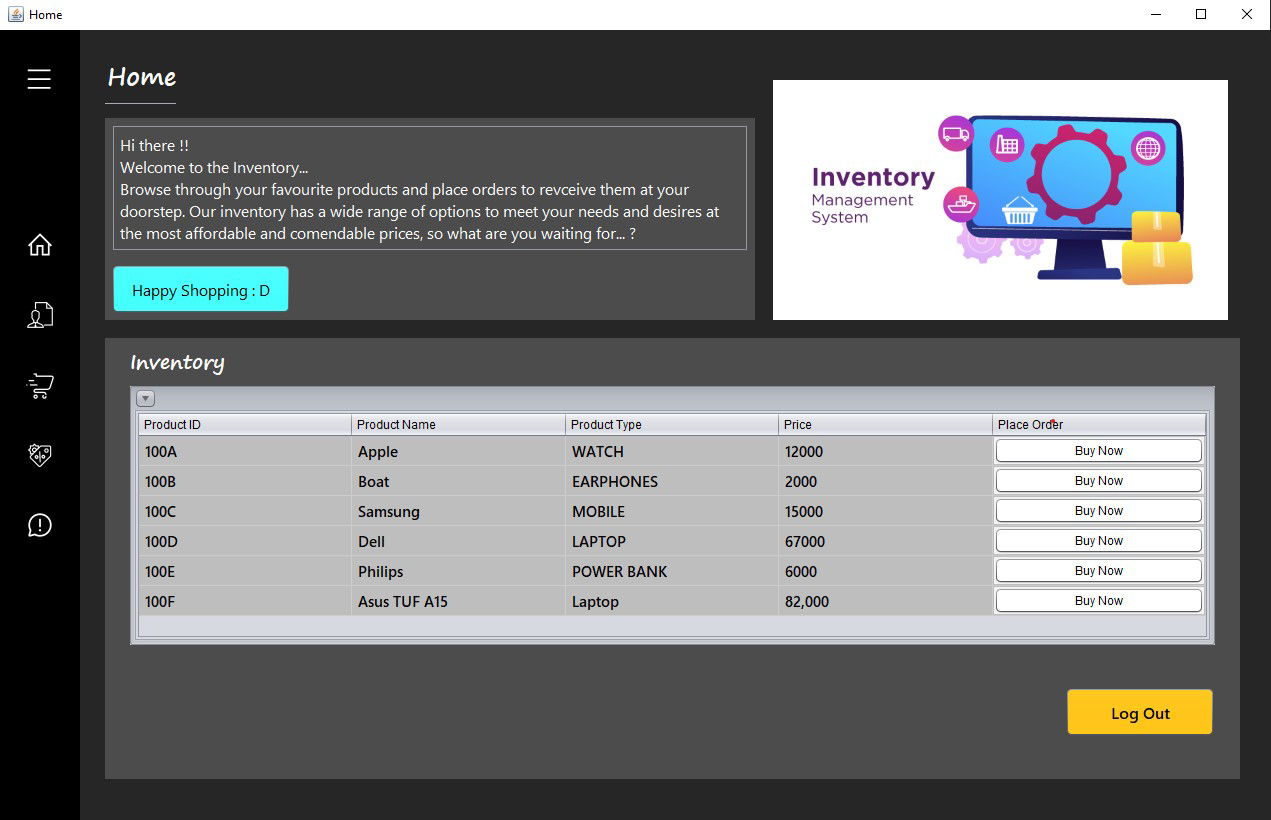 Home
Home
Hi there !!
Welcome to the Inventory...
Browse through your favourite products and place orders to revceive them at your
doorstep. Our inventory has a wide range of options to meet your needs and desires at
the most affordable and comendable prices, so what are you waiting for... ?
Happy Shopping : D
Inventory
Management
System
Inventory
Product ID Product Name Product Type Price Place Order
100A Apple WATCH 12000 Buy Now
100B Boat EARPHONES 2000 Buy Now
100C Samsung MOBILE 15000 Buy Now
100D Dell LAPTOP 67000 Buy Now
100E Philips POWER BANK 6000 Buy Now
100F Asus TUF A15 Laptop 82,000 Buy Now
Log Out